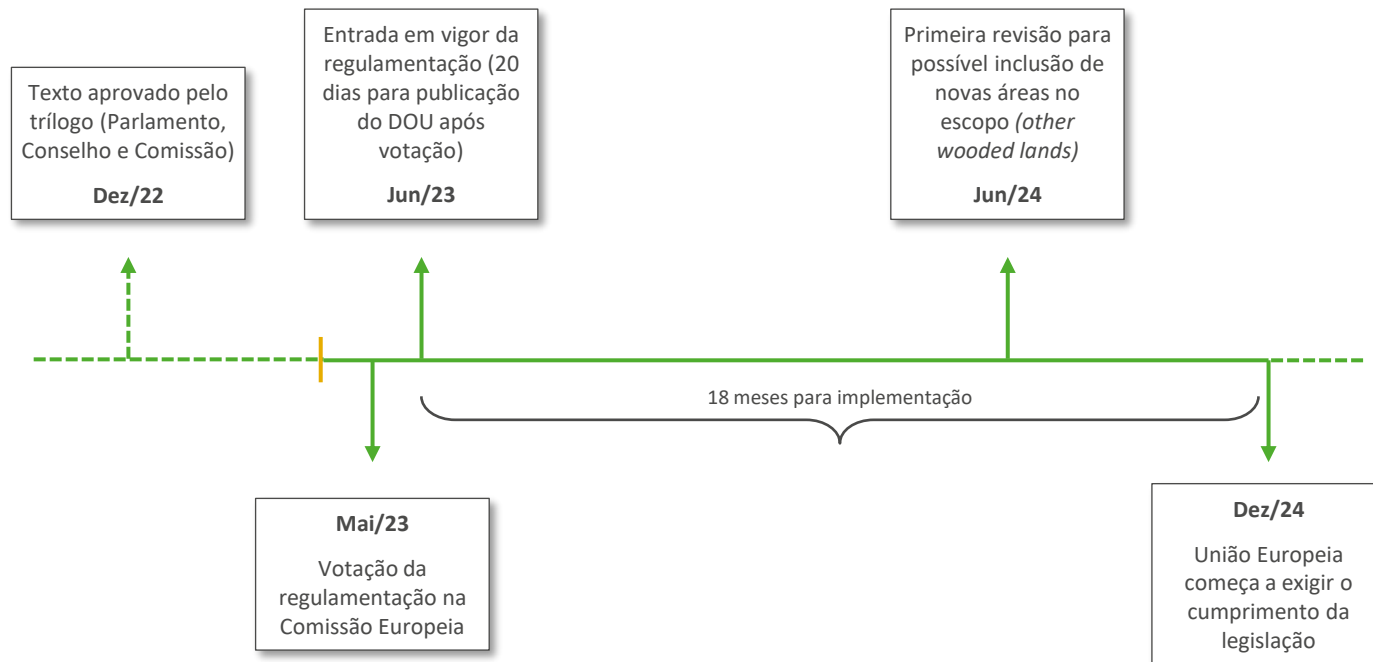 Texto aprovado pelo
trílogo (Parlamento,
Conselho e Comissão)
Dez/22
Entrada em vigor da
regulamentação (20
dias para publicação
do DOU após
votação)
Jun/23
Primeira revisão para
possível inclusão de
novas áreas no
escopo (other
wooded lands)
Jun/24
18 meses para implementação
Mai/23
Votação da
regulamentação na
Comissão Europeia
Dez/24
União Europeia
começa a exigir o
cumprimento da
legislação